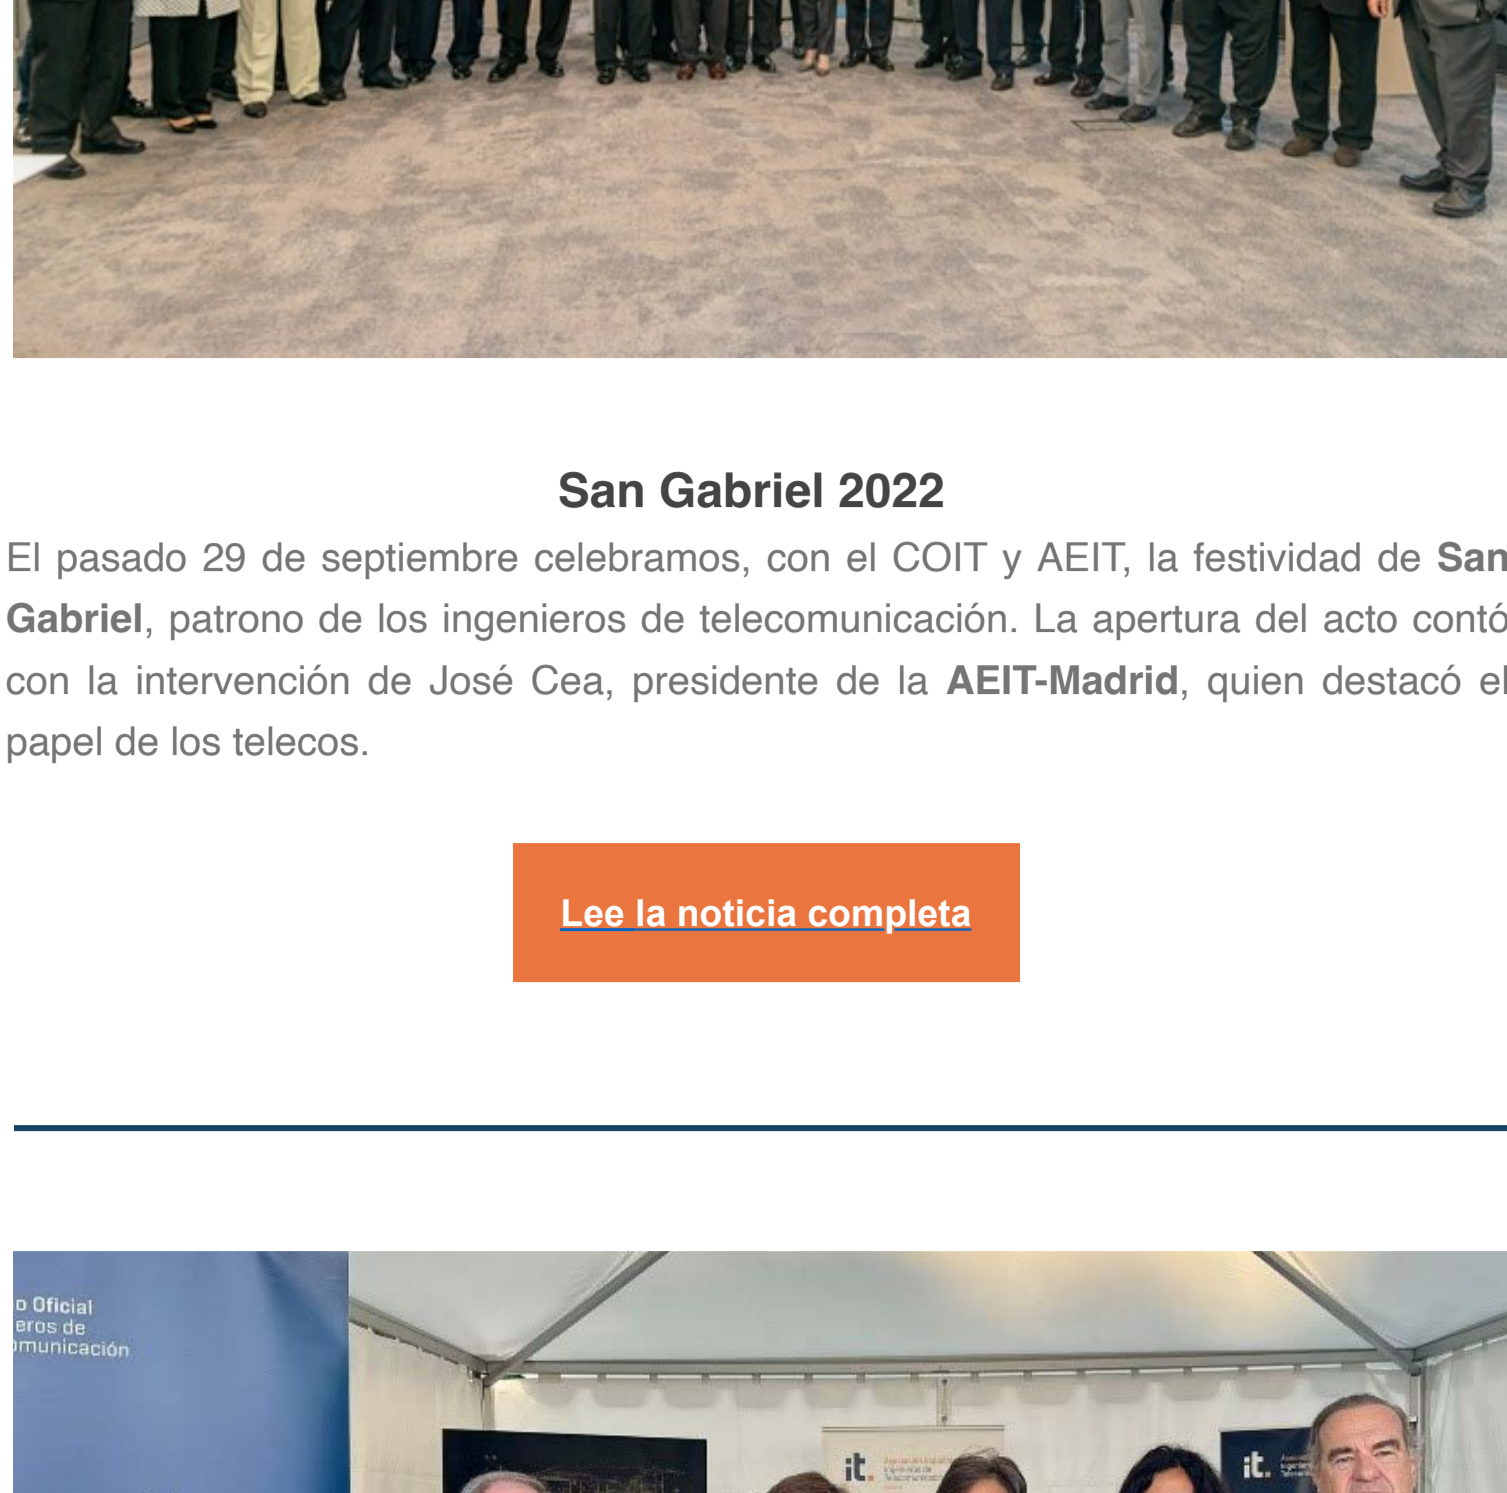 San Gabriel 2022
El pasado 29 de septiembre celebramos, con el COIT y AEIT, la festividad de San
Gabriel, patrono de los ingenieros de telecomunicación. La apertura del acto contó
con la intervención de José Cea, presidente de la AEIT-Madrid, quien destacó el
papel de los telecos.
Lee la noticia completa
o Oficial
eros de
omunicación
it.
it.